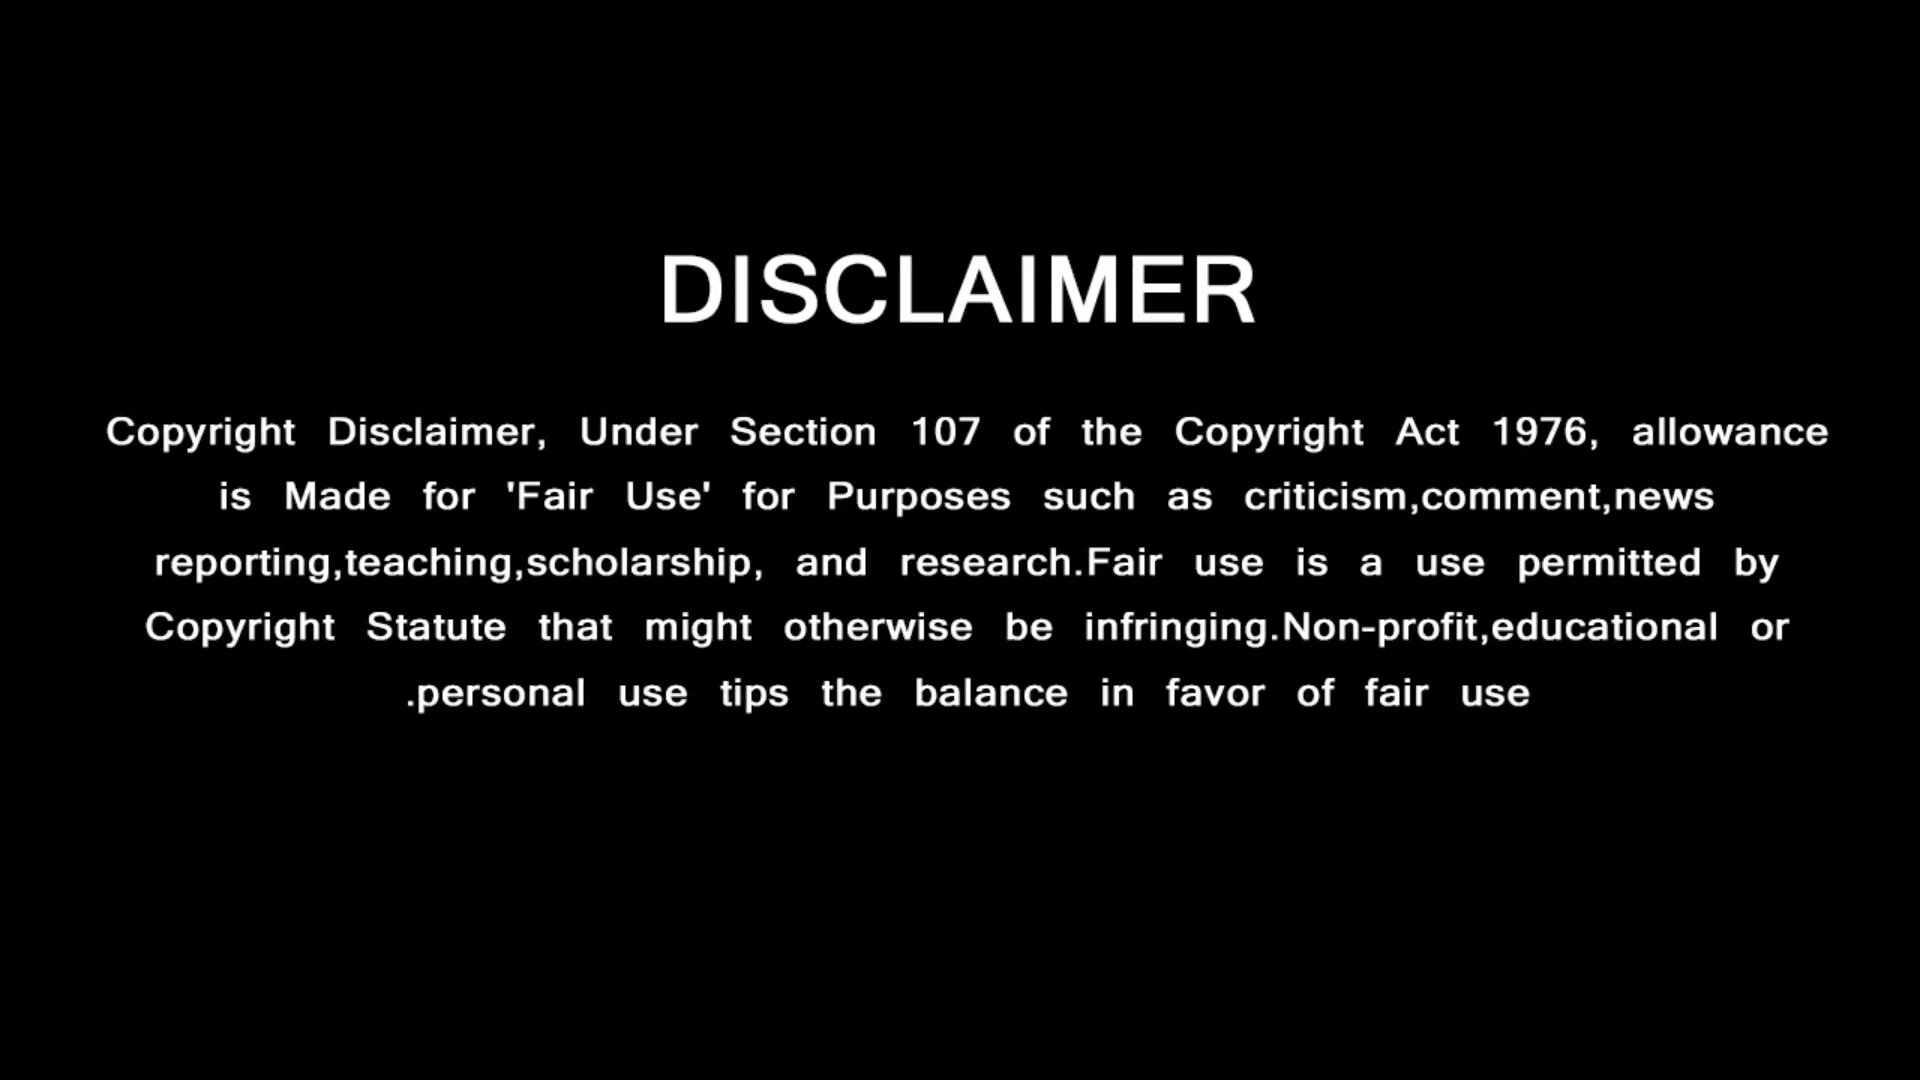 DISCLAIMER
Copyright Disclaimer, Under Section 107 of the Copyright Act 1976, allowance
is Made for 'Fair Use' for Purposes such as criticism,comment,news
reporting,teaching,scholarship, and research.Fair use is a use permitted by
Copyright Statute that might otherwise be infringing.Non-profit,educational or
.personal use tips the balance in favor of fair use